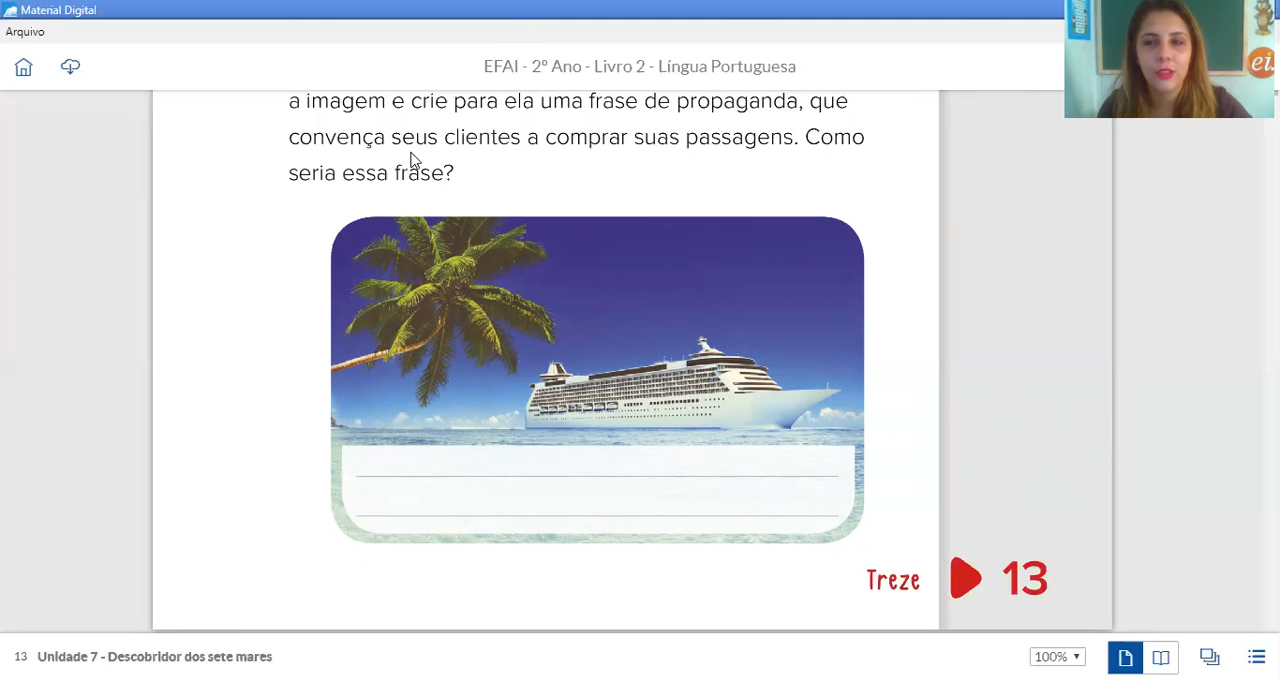 Material Digital
Arquivo
EFAI - 2º Ano - Livro 2 - Língua Portuguesa
ei.
a imagem e crie para ela uma frase de propaganda, que
convença seus clientes a comprar suas passagens. Como
seria essa frase?
Treze 13
13 Unidade 7 - Descobridor dos sete mares
100%